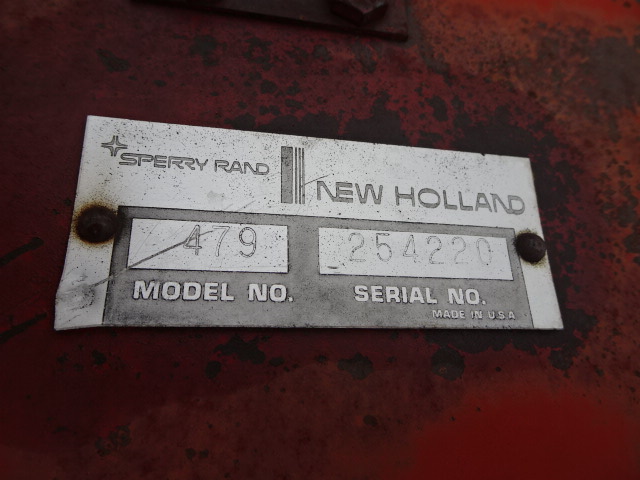 SPERRY RAND NEW HOLLAND
479 254220
MODEL NO. SERIAL NO.
MADE IN U.S.A